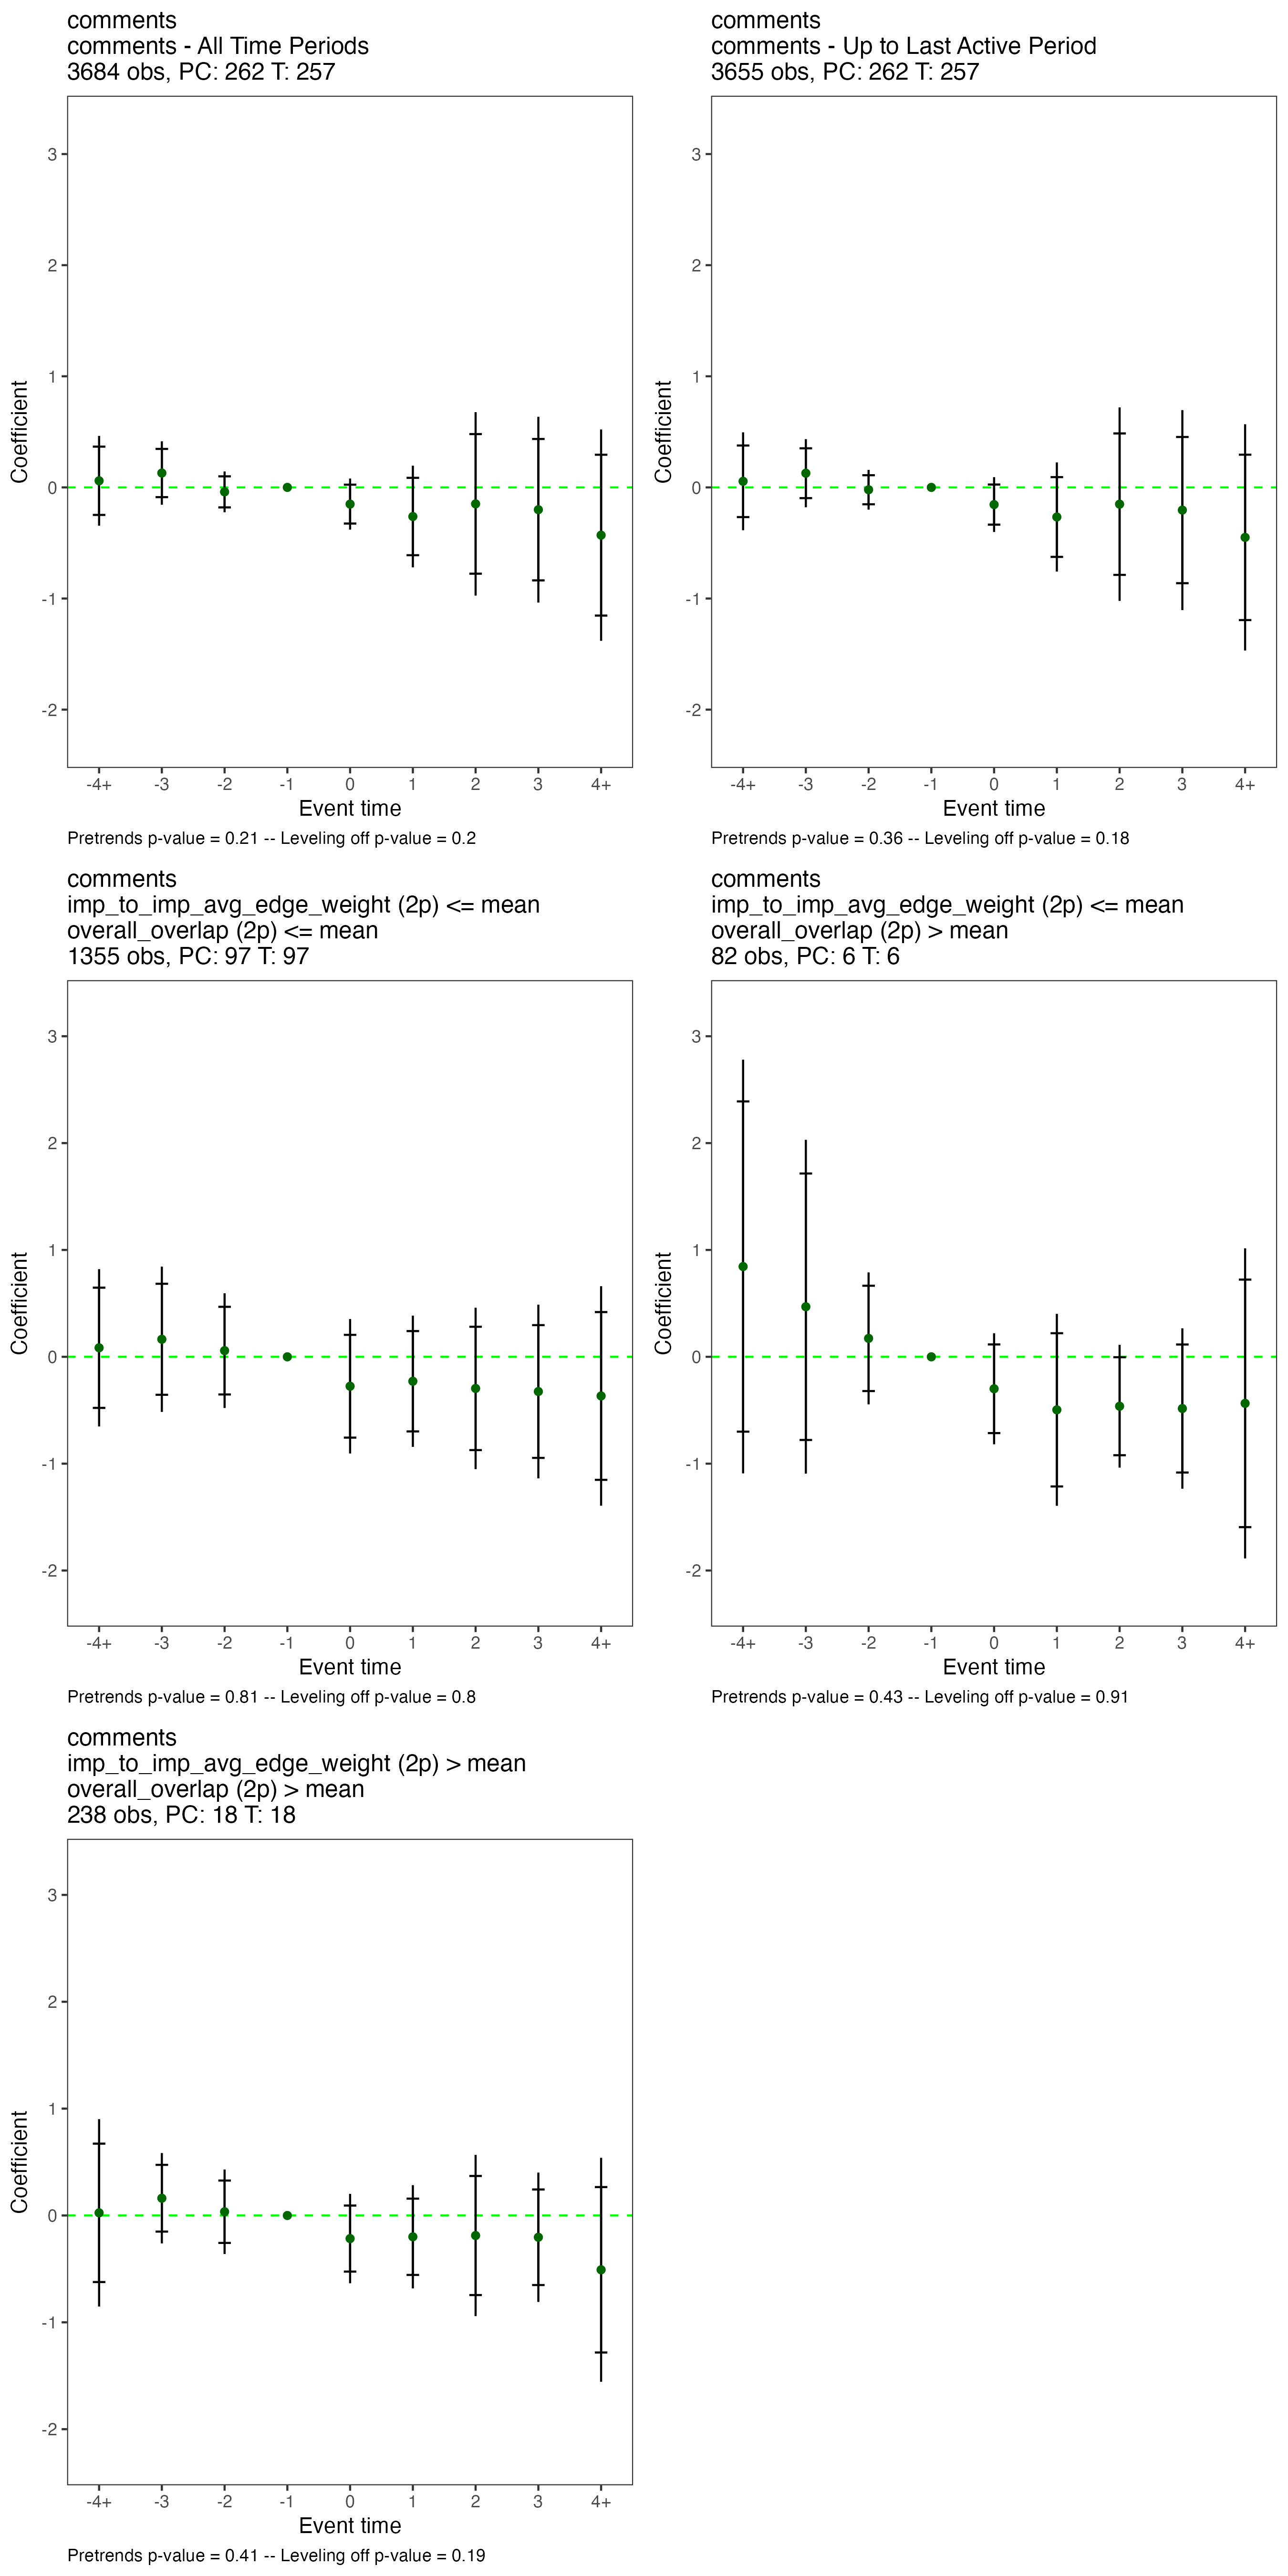 comments
comments - All Time Periods
3684 obs, PC: 262 T: 257
Coefficient
3
2
1
0
-1
-2
-4+ -3 -2 -1 0 1 2 3 4+
Event time
Pretrends p-value = 0.21 -- Leveling off p-value = 0.2
comments
comments - Up to Last Active Period
3655 obs, PC: 262 T: 257
Coefficient
3
2
1
0
-1
-2
-4+ -3 -2 -1 0 1 2 3 4+
Event time
Pretrends p-value = 0.36 -- Leveling off p-value = 0.18
comments
imp_to_imp_avg_edge_weight (2p) <= mean
overall_overlap (2p) <= mean
1355 obs, PC: 97 T: 97
Coefficient
3
2
1
0
-1
-2
-4+ -3 -2 -1 0 1 2 3 4+
Event time
Pretrends p-value = 0.81 -- Leveling off p-value = 0.8
comments
imp_to_imp_avg_edge_weight (2p) <= mean
overall_overlap (2p) > mean
82 obs, PC: 6 T: 6
Coefficient
3
2
1
0
-1
-2
-4+ -3 -2 -1 0 1 2 3 4+
Event time
Pretrends p-value = 0.43 -- Leveling off p-value = 0.91
comments
imp_to_imp_avg_edge_weight (2p) > mean
overall_overlap (2p) > mean
238 obs, PC: 18 T: 18
Coefficient
3
2
1
0
-1
-2
-4+ -3 -2 -1 0 1 2 3 4+
Event time
Pretrends p-value = 0.41 -- Leveling off p-value = 0.19